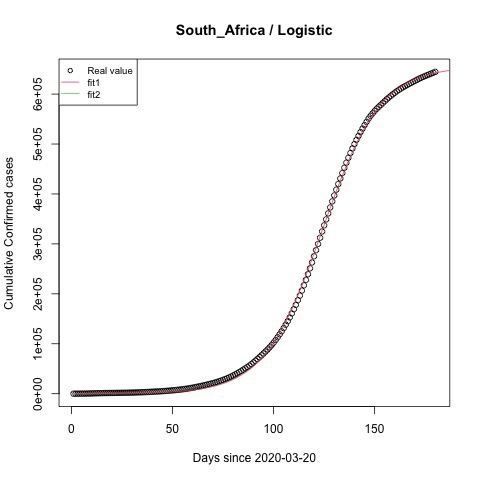 South_Africa / Logistic
Real value
fit1
fit2
Cumulative Confirmed cases
6e+05
5e+05
4e+05
3e+05
2e+05
1e+05
0e+00
0 50 100 150
Days since 2020-03-20